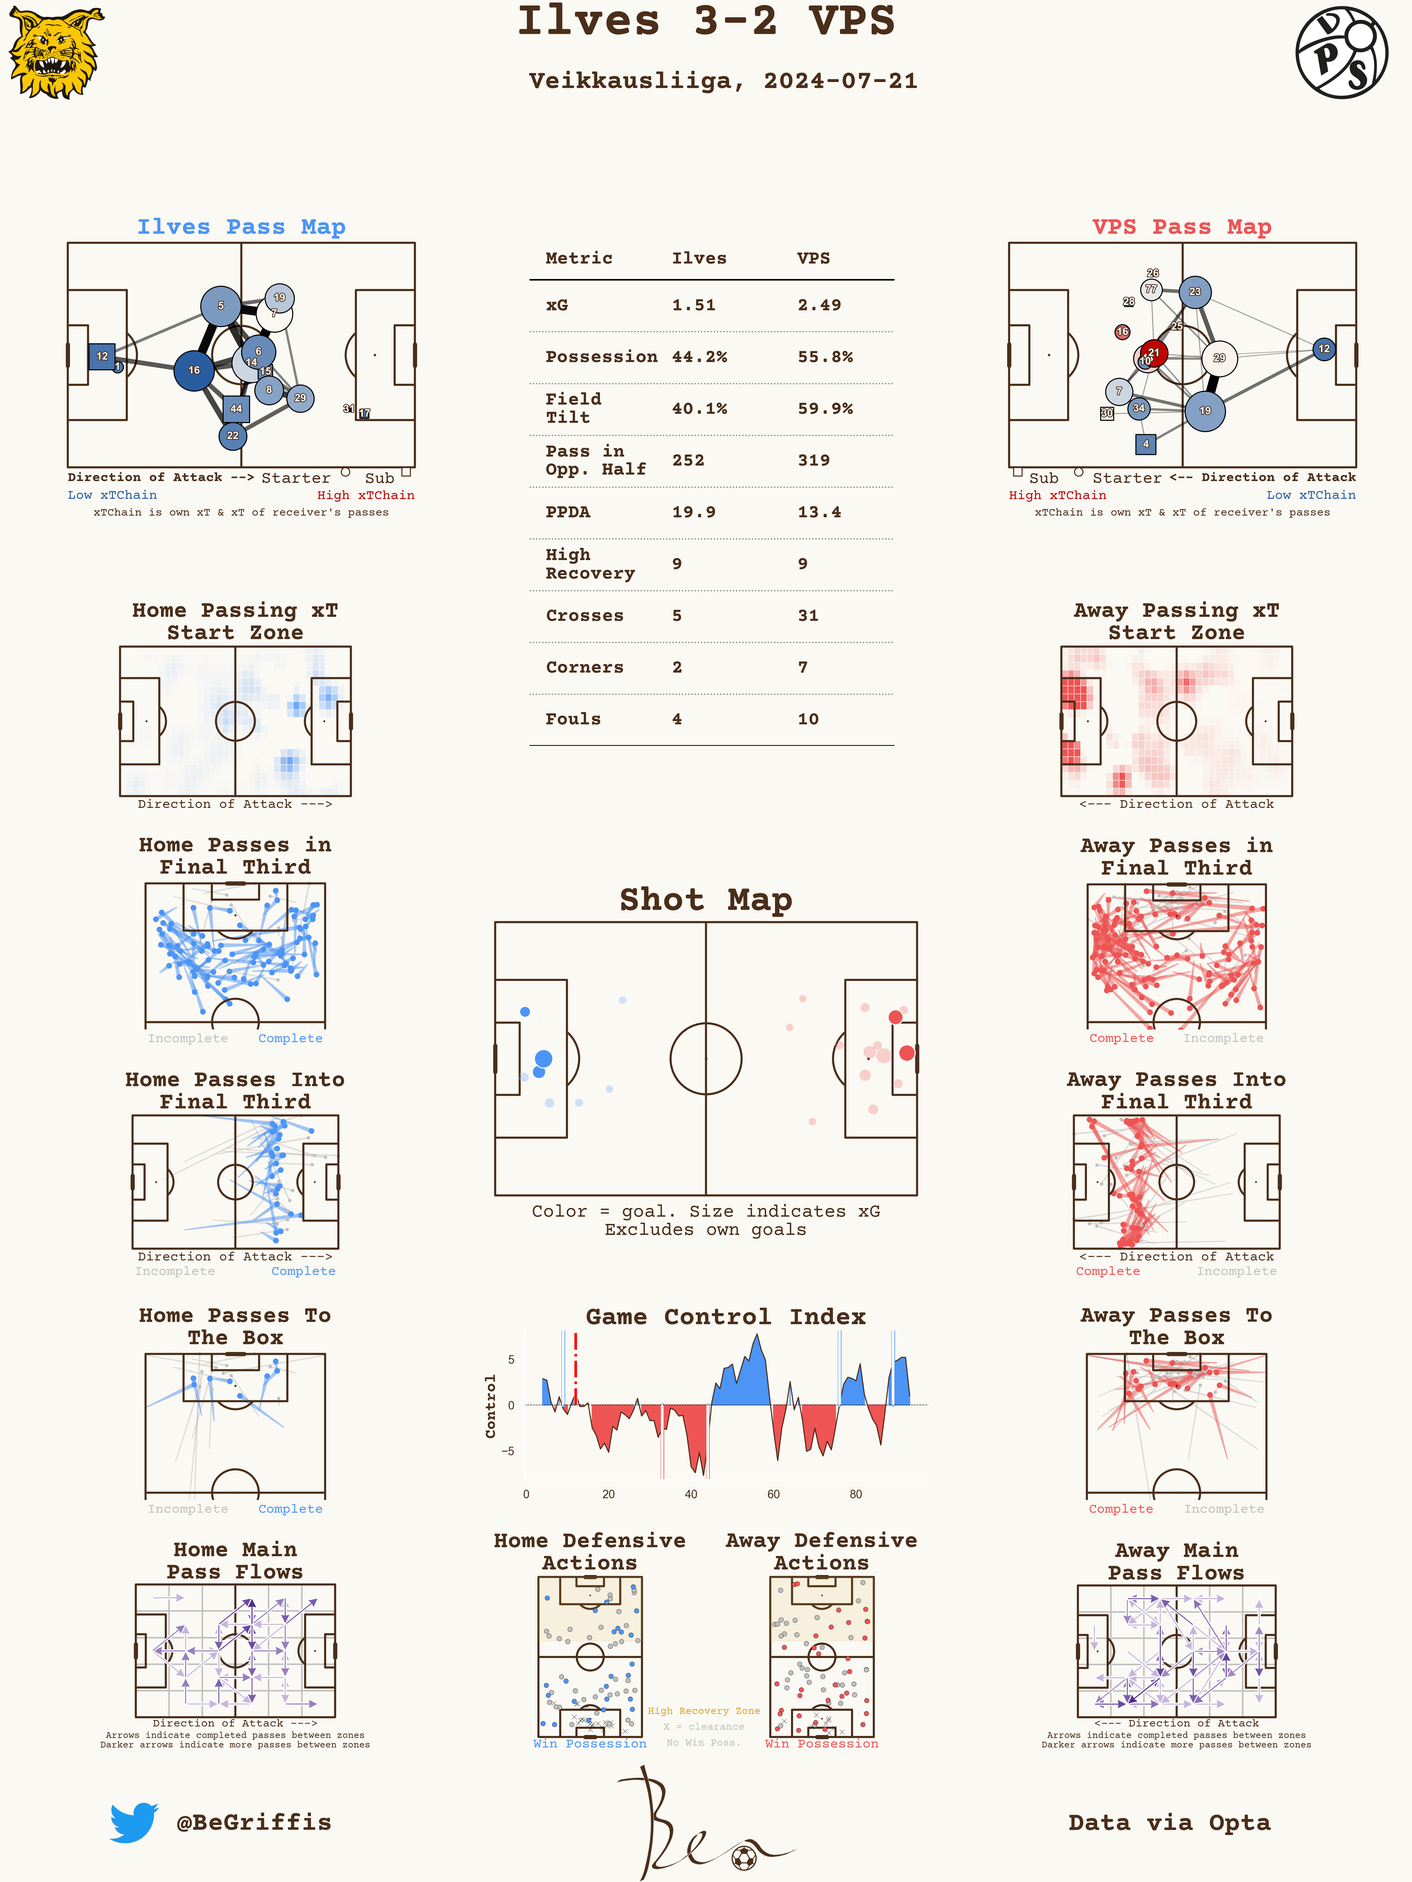 Ilves 3-2 VPS
Veikkausliiga, 2024-07-21
V P S
Ilves Pass Map
5
19
7
12
1
16
6
14
15
8
29
44
22
31
17
Direction of Attack --> Starter Sub
Low xTChain High xTChain
xTChain is own xT & xT of receiver's passes
Metric Ilves VPS
xG 1.51 2.49
Possession 44.2% 55.8%
Field
Tilt 40.1% 59.9%
Pass in
Opp. Half 252 319
PPDA 19.9 13.4
High
Recovery 9 9
Crosses 5 31
Corners 2 7
Fouls 4 10
VPS Pass Map
26
77
23
28
16
25
21
10
29
12
7
30
34
19
4
Sub Starter <-- Direction of Attack
High xTChain Low xTChain
xTChain is own xT & xT of receiver's passes
Home Passing xT
Start Zone
Direction of Attack --->
Away Passing xT
Start Zone
<--- Direction of Attack
Home Passes in
Final Third
Incomplete Complete
Away Passes in
Final Third
Complete Incomplete
Shot Map
Color = goal. Size indicates xG
Excludes own goals
Home Passes Into
Final Third
Direction of Attack --->
Incomplete Complete
Away Passes Into
Final Third
<--- Direction of Attack
Complete Incomplete
Home Passes To
The Box
Incomplete Complete
Game Control Index
Control
5
0
−5
0 20 40 60 80
Away Passes To
The Box
Complete Incomplete
Home Main
Pass Flows
Direction of Attack --->
Arrows indicate completed passes between zones
Darker arrows indicate more passes between zones
Home Defensive
Actions
Win Possession
Away Defensive
Actions
Win Possession
High Recovery Zone
X = clearance
No Win Poss.
Away Main
Pass Flows
<--- Direction of Attack
Arrows indicate completed passes between zones
Darker arrows indicate more passes between zones
@BeGriffis
Ben
Data via Opta